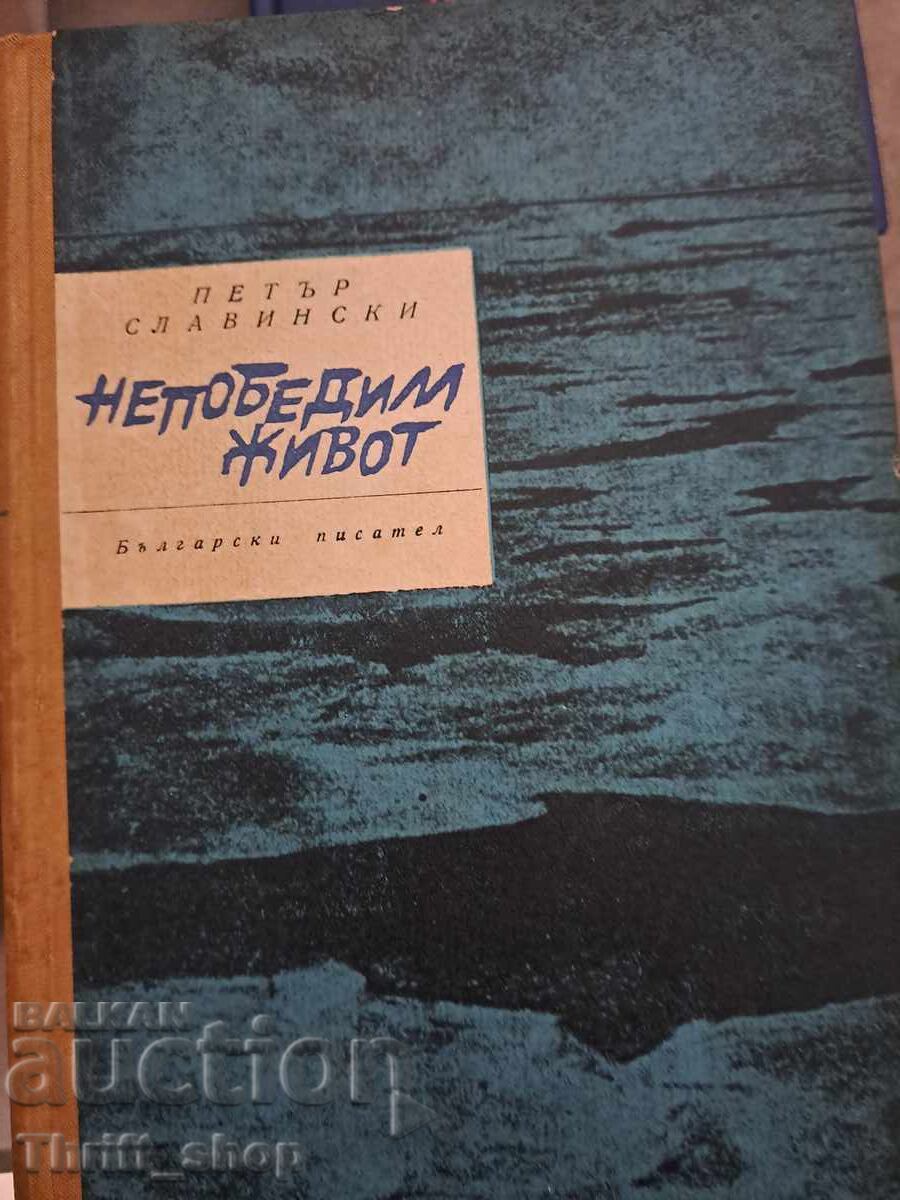 ПЕТЪР
СЛАВИНСКИ
НЕПОБЕДИМ
ЖИВОТ
Български писател
BALKAN
auction
Thrift_shop